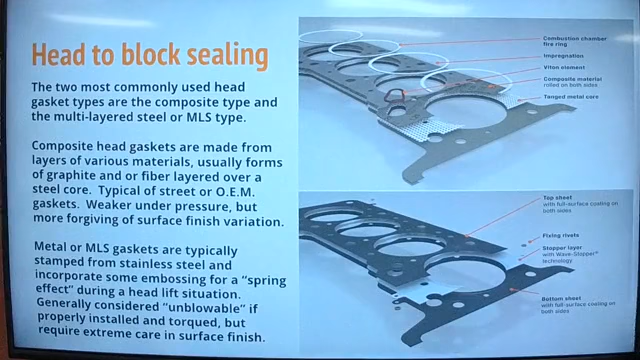 Head to block sealing
The two most commonly used head
gasket types are the composite type and
the multi-layered steel or MLS type.
Composite head gaskets are made from
layers of various materials, usually forms
of graphite and or fiber layered over a
steel core. Typical of street or O.E.M.
gaskets. Weaker under pressure, but
more forgiving of surface finish variation.
Metal or MLS gaskets are typically
stamped from stainless steel and
incorporate some embossing for a “spring
effect” during a head lift situation.
Generally considered “unblowable” if
properly installed and torqued, but
require extreme care in surface finish.
Combustion chamber
fire ring
Impregnation
Viton element
Composite material
rolled on both sides
Tanged metal core
Top sheet
with full-surface coating on
both sides
Fixing rivets
Stopper layer
with Wave-Stopper®
technology
Bottom sheet
with full-surface coating on
both sides